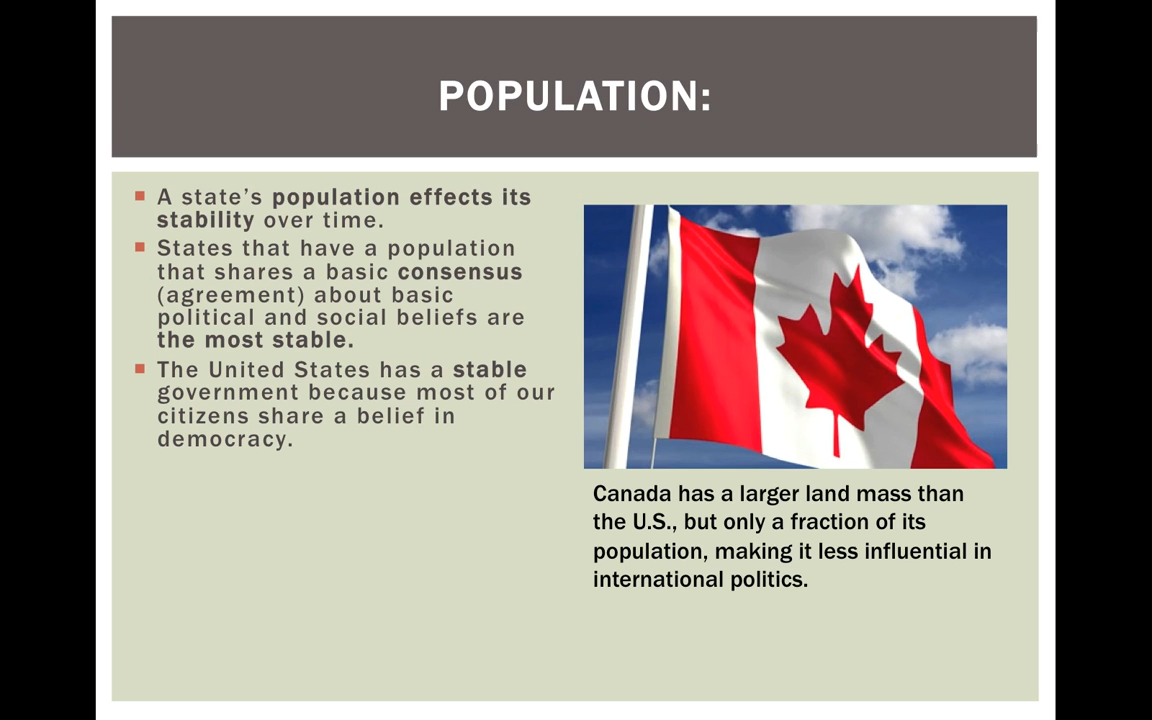 POPULATION:
A state's population effects its
stability over time.
States that have a population
that shares a basic consensus
(agreement) about basic
political and social beliefs are
the most stable.
The United States has a stable
government because most of our
citizens share a belief in
democracy.
Canada has a larger land mass than
the U.S., but only a fraction of its
population, making it less influential in
international politics.